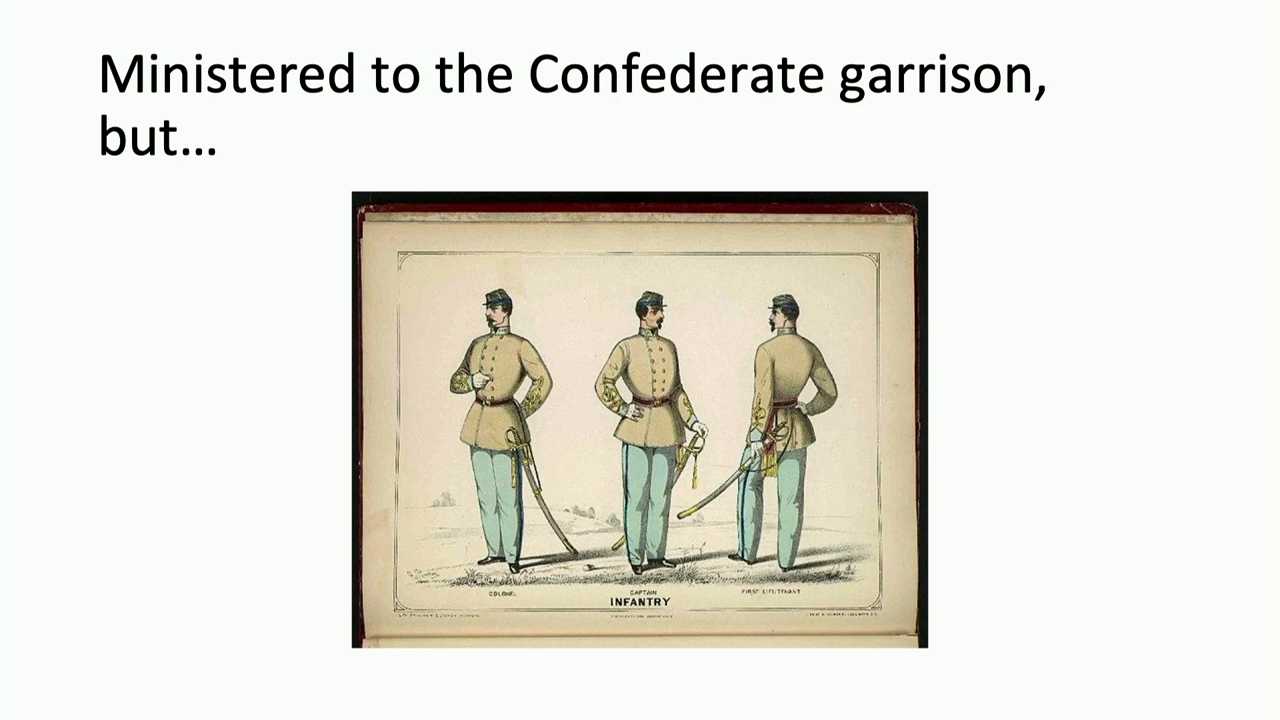 Ministered to the Confederate garrison,
but...
COLONEL
CAPTAIN
FIRST LIEUTENANT
INFANTRY